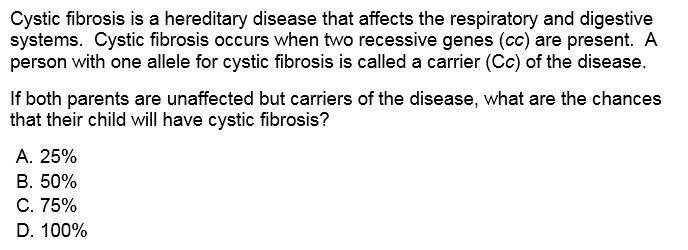 Cystic fibrosis is a hereditary disease that affects the respiratory and digestive
systems.  Cystic fibrosis occurs when two recessive genes (cc) are present.  A
person with one allele for cystic fibrosis is called a carrier (Cc) of the disease.
If both parents are unaffected but carriers of the disease, what are the chances
that their child will have cystic fibrosis?
A. 25%
B. 50%
C. 75%
D. 100%